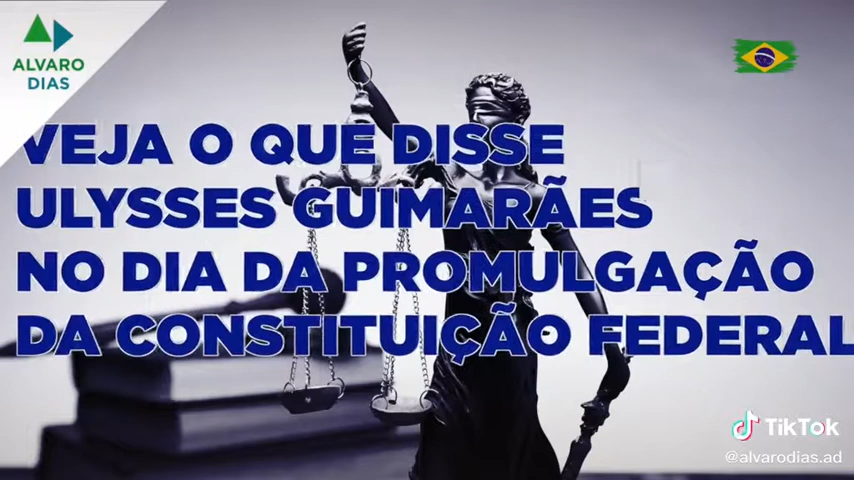 ALVARO
DIAS
VEJA O QUE DISSE
ULYSSES GUIMARÃES
NO DIA DA PROMULGAÇÃO
DA CONSTITUIÇÃO FEDERAL
TikTok
@alvarodias.ad